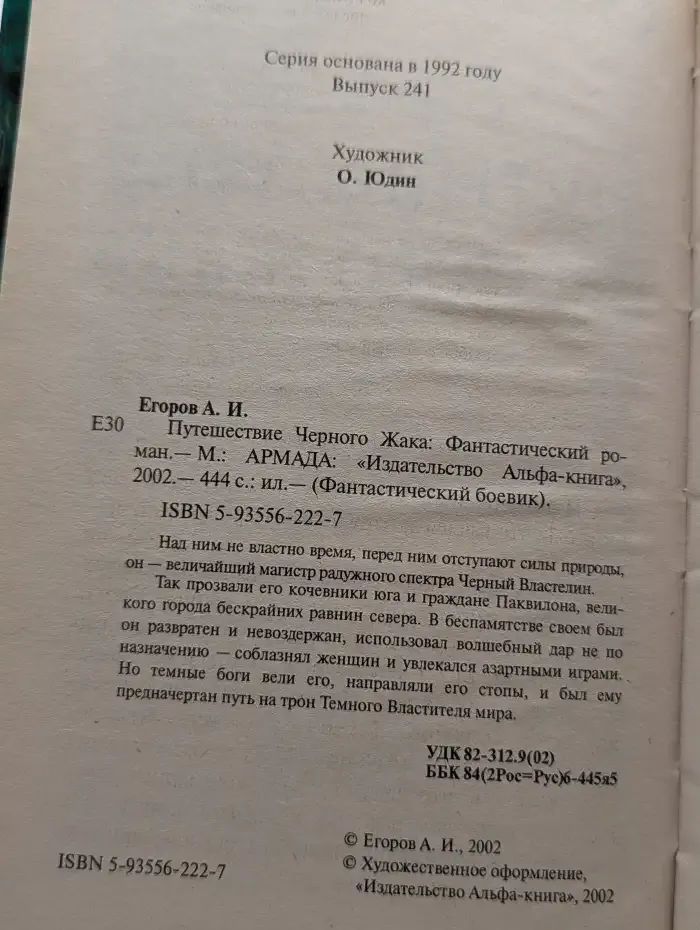 Серия основана в 1992 году
Выпуск 241
Художник
О. Юдин
Егоров А. И.
Е30 Путешествие Черного Жака: Фантастический ро-
ман.— М.: АРМАДА: «Издательство Альфа-книга»,
2002.— 444 с.: ил.— (Фантастический боевик).
ISBN 5-93556-222-7
Над ним не властно время, перед ним отступают силы природы,
он — величайший магистр радужного спектра Черный Властелин.
Так прозвали его кочевники юга и граждане Паквилона, вели-
кого города бескрайних равнин севера. В беспамятстве своем был
он развратен и невоздержан, использовал волшебный дар не по
назначению — соблазнял женщин и увлекался азартными играми.
Но темные боги вели его, направляли его стопы, и был ему
предначертан путь на трон Темного Властителя мира.
УДК 82-312.9(02)
ББК 84(2Рос=Рус)6-445я5
© Егоров А. И., 2002
© Художественное оформление,
ISBN 5-93556-222-7 «Издательство Альфа-книга», 2002